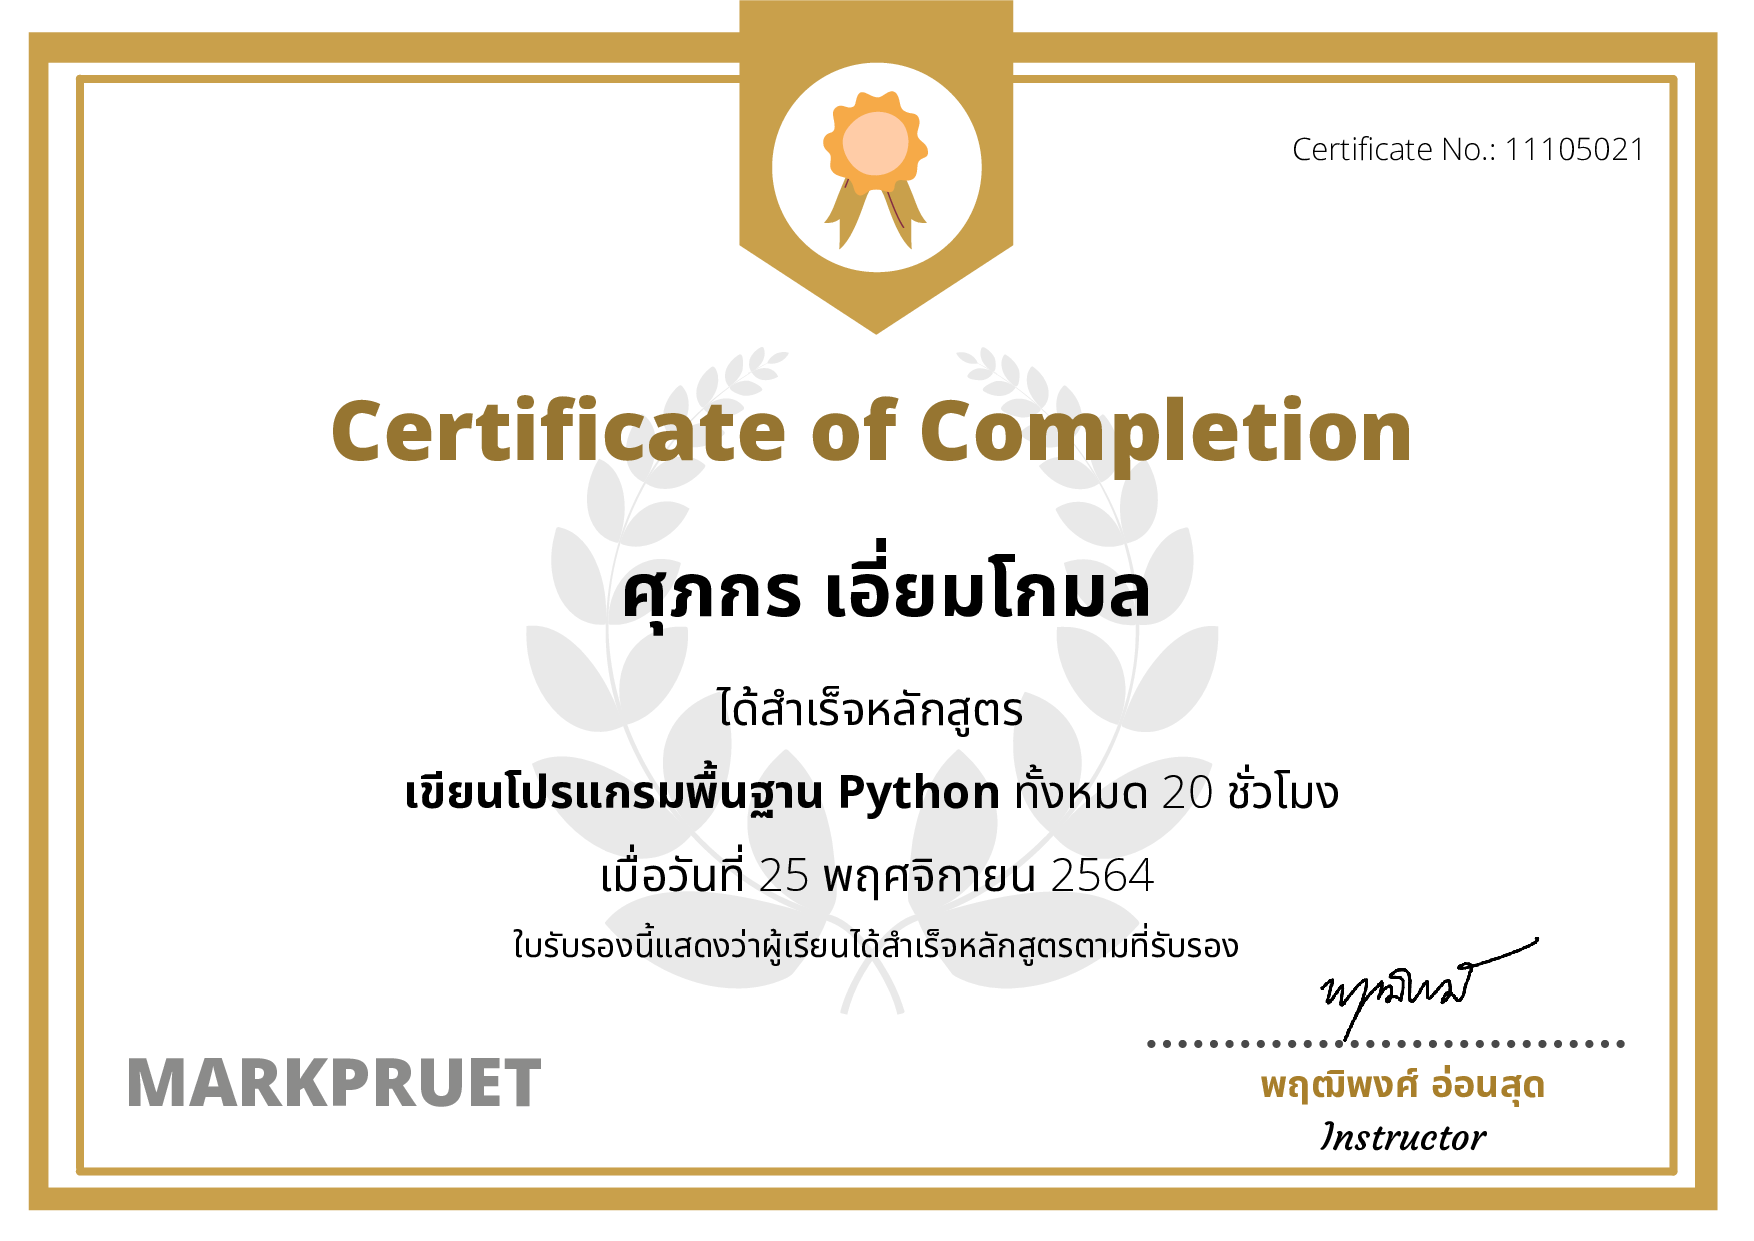 Certificate No.: 11105021
Certificate of Completion
ศุภกร เอี่ยมโกมล
ได้สำเร็จหลักสูตร
เขียนโปรแกรมพื้นฐาน Python ทั้งหมด 20 ชั่วโมง
เมื่อวันที่ 25 พฤศจิกายน 2564
ใบรับรองนี้แสดงว่าผู้เรียนได้สำเร็จหลักสูตรตามที่รับรอง
MARKPRUET
พฤฒิพงศ์ อ่อนสุด
Instructor